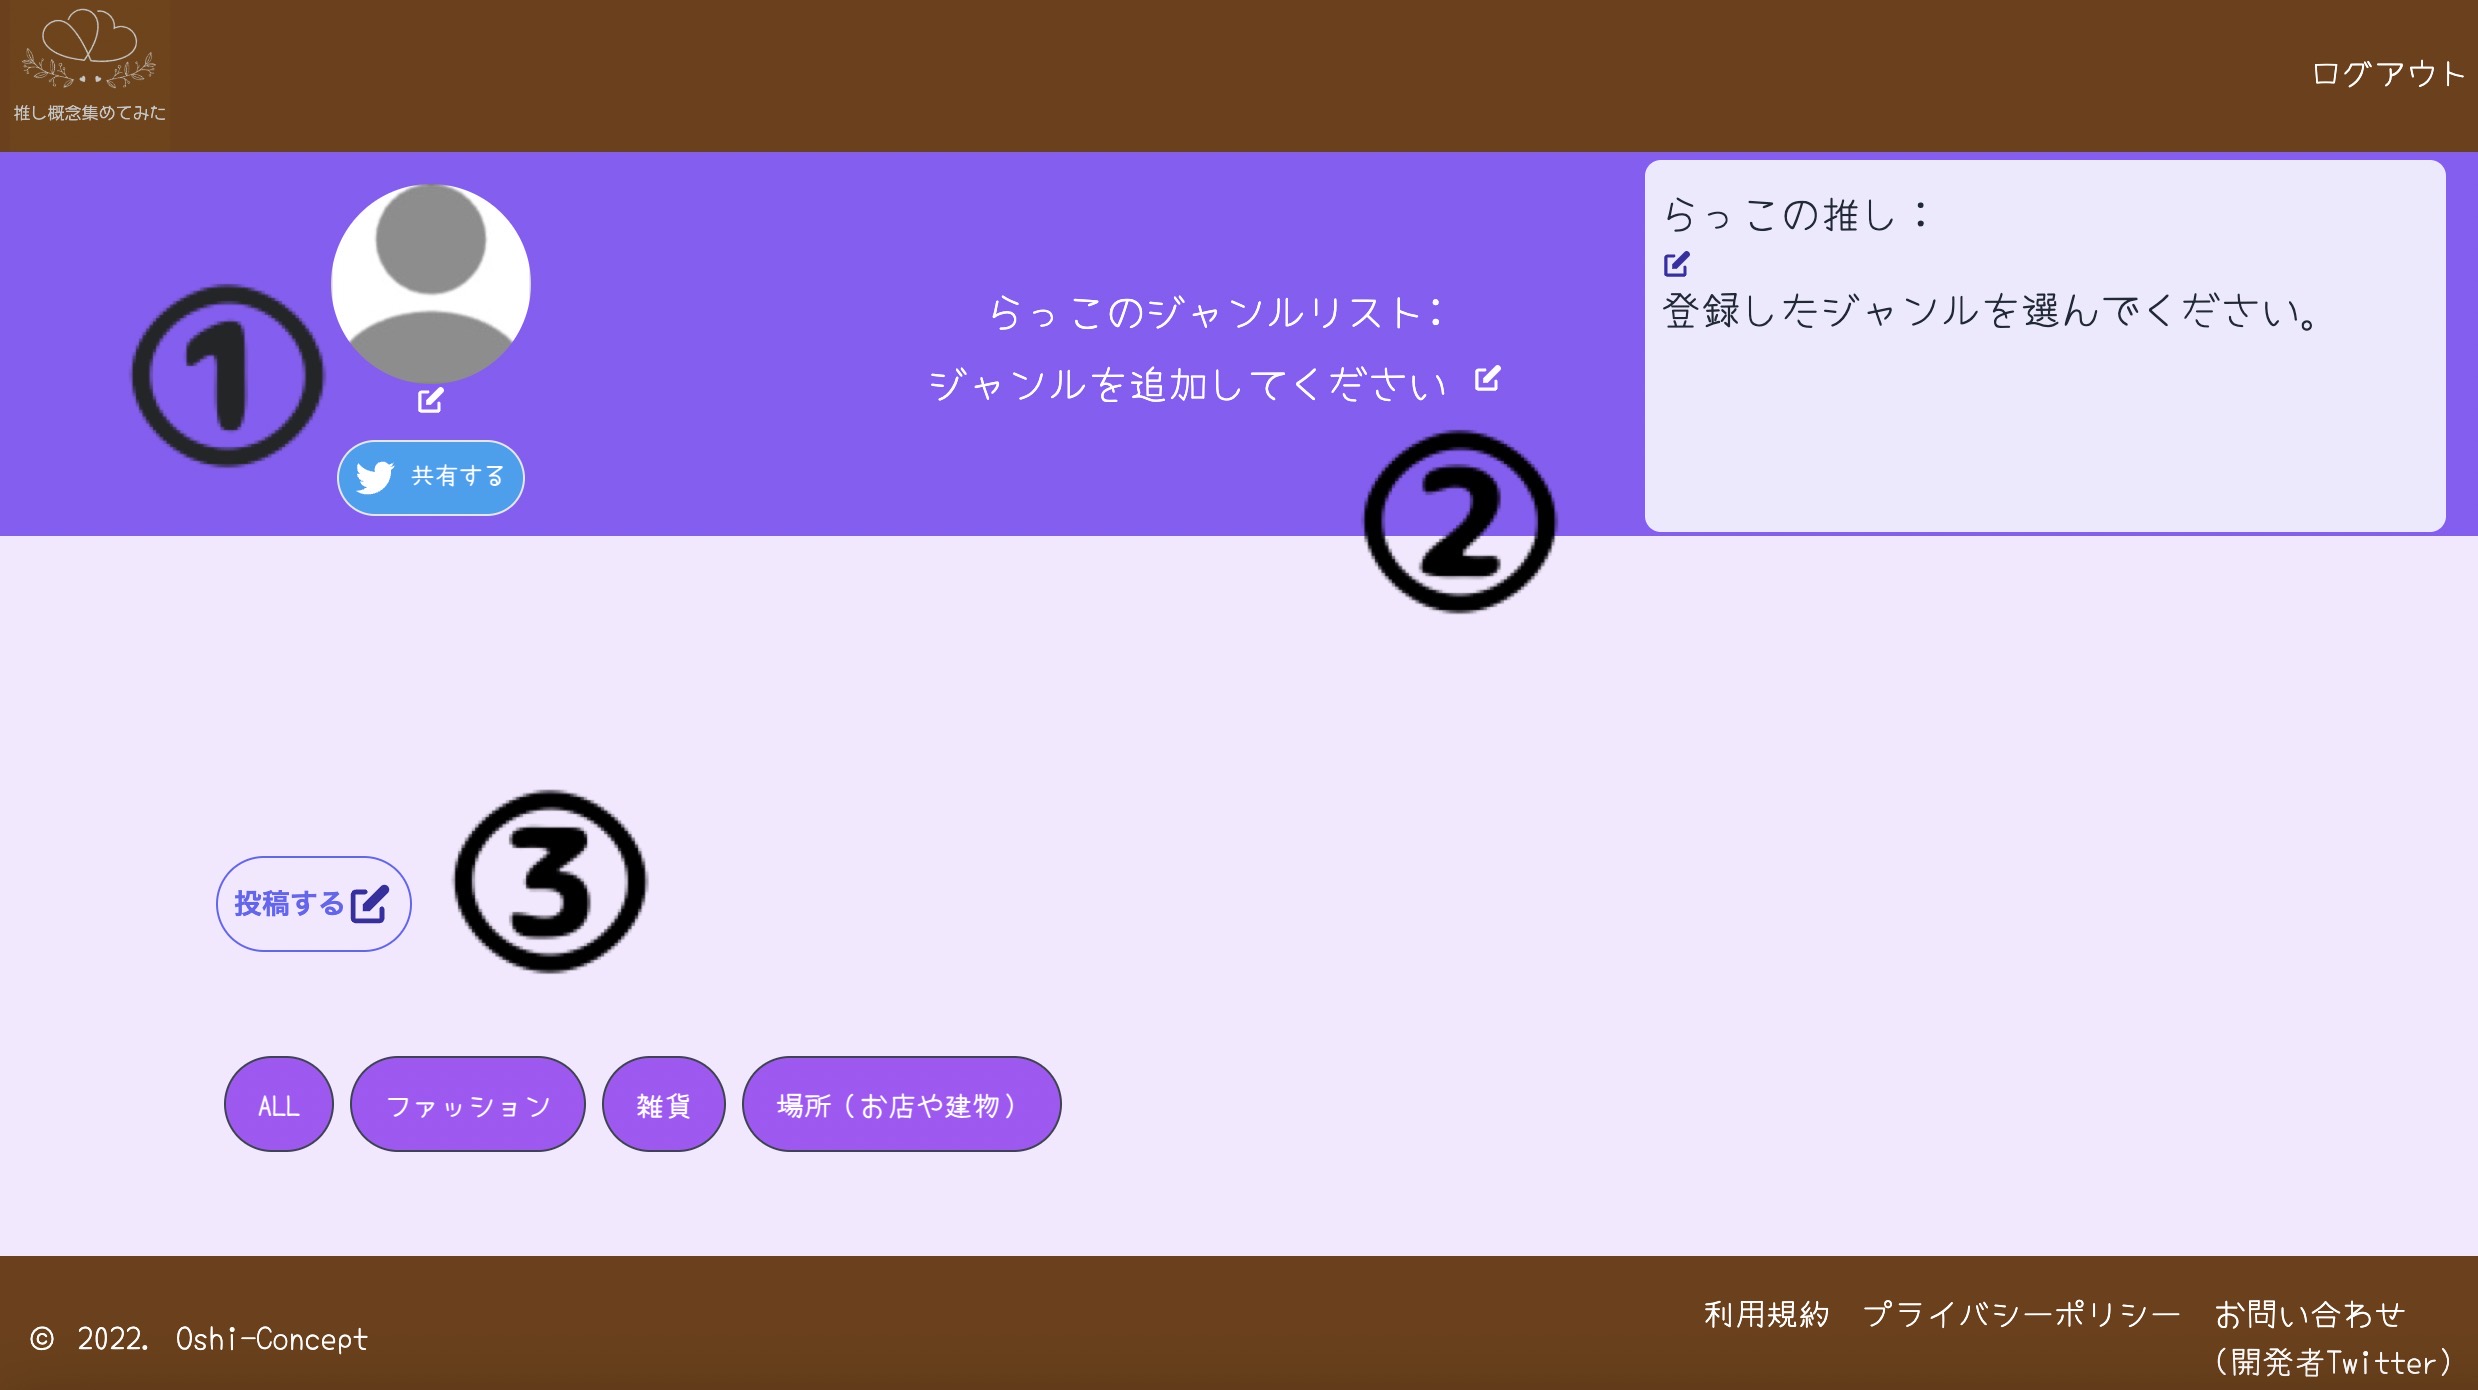 推し概念集めてみた
ログアウト
①
共有する
らっこのジャンルリスト:
ジャンルを追加してください
②
らっこの推し：
登録したジャンルを選んでください。
投稿する
③
ALL
ファッション
雑貨
場所（お店や建物）
© 2022. Oshi-Concept
利用規約
プライバシーポリシー
お問い合わせ
(開発者Twitter)